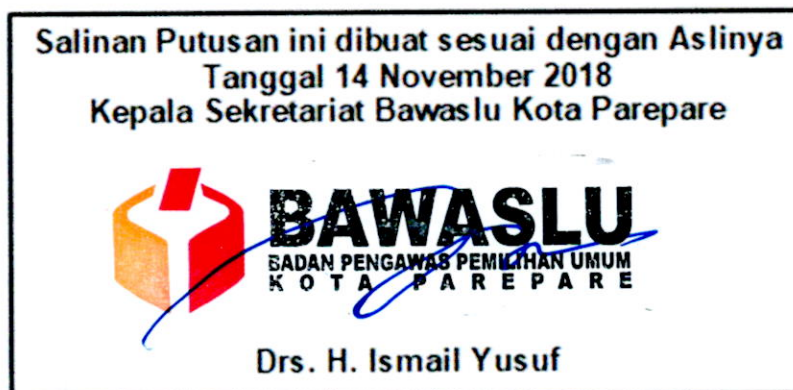 Salinan Putusan ini dibuat sesuai dengan Aslinya
Tanggal 14 November 2018
Kepala Sekretariat Bawaslu Kota Parepare
BAWASLU
BADAN PENGAWAS PEMILIHAN UMUM
KOTA PAREPARE
Drs. H. Ismail Yusuf